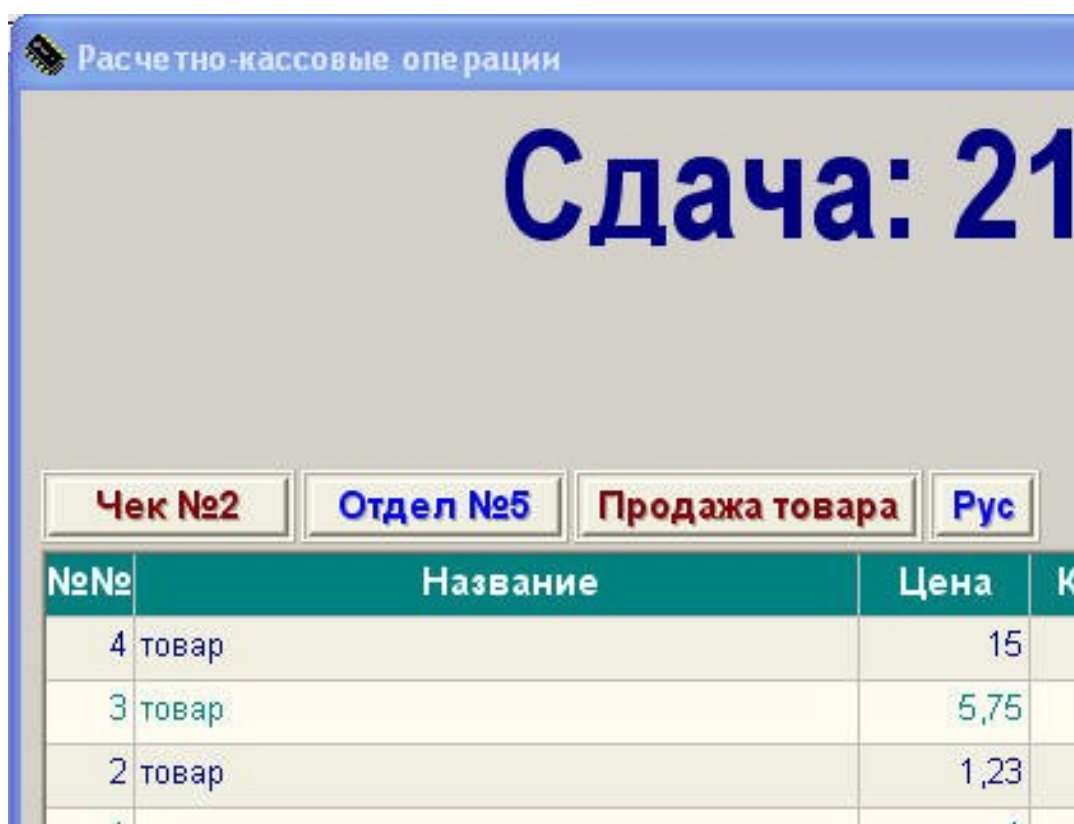 Расчетно-кассовые операции
Сдача: 21
Чек №2 Отдел №5 Продажа товара Рус
№№ Название Цена К
4 товар 15
3 товар 5,75
2 товар 1,23